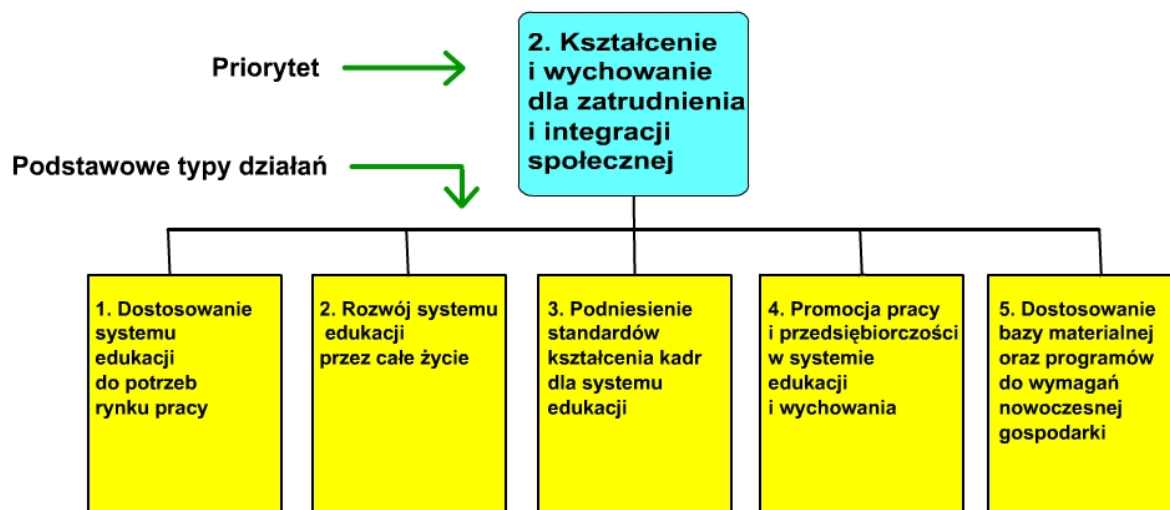 Priorytet
2. Kształcenie
i wychowanie
dla zatrudnienia
i integracji
społecznej
Podstawowe typy działań
1. Dostosowanie
systemu
edukacji
do potrzeb
rynku pracy
2. Rozwój systemu
edukacji
przez całe życie
3. Podniesienie
standardów
kształcenia kadr
dla systemu
edukacji
4. Promocja pracy
i przedsiębiorczości
w systemie
edukacji
i wychowania
5. Dostosowanie
bazy materialnej
oraz programów
do wymagań
nowoczesnej
gospodarki